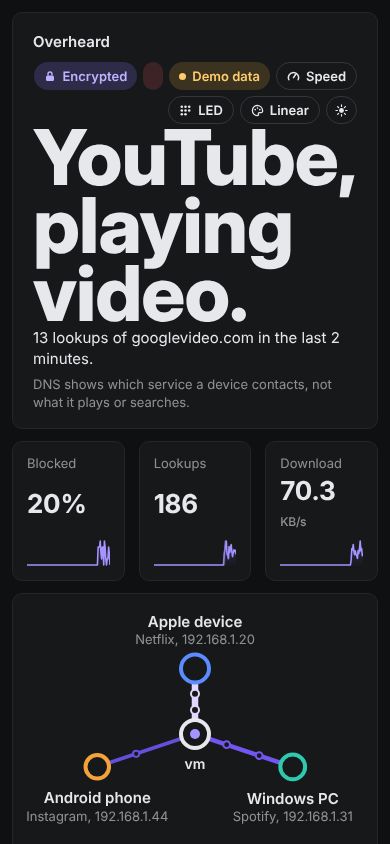 Overheard
Encrypted
Demo data
Speed
LED
Linear
YouTube,
playing
video.
13 lookups of googlevideo.com in the last 2
minutes.
DNS shows which service a device contacts, not
what it plays or searches.
Blocked
20%
Lookups
186
Download
70.3
KB/s
Apple device
Netflix, 192.168.1.20
vm
Android phone
Instagram, 192.168.1.44
Windows PC
Spotify, 192.168.1.31